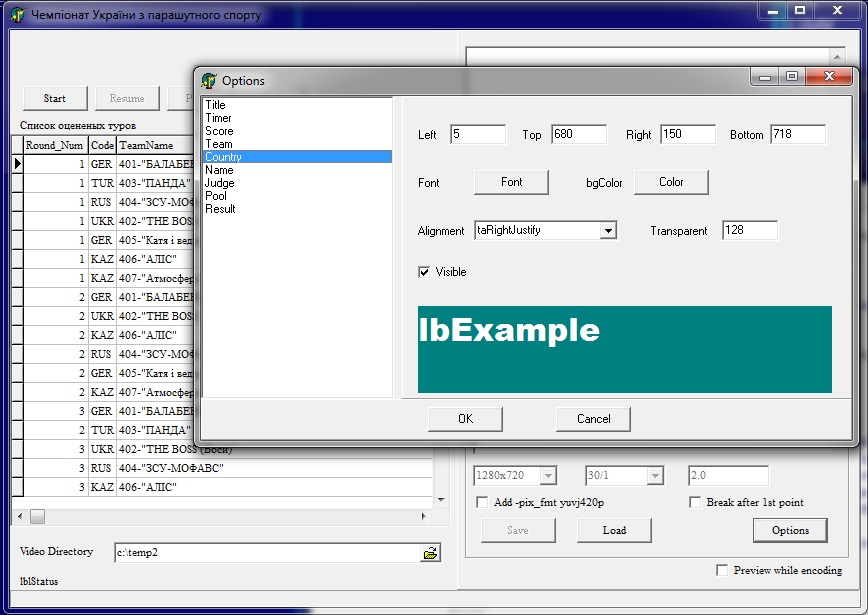 Чемпіонат України з парашутного спорту
Options
Start
Resume
P
Список оцененых туров
Round_Num Code TeamName
1 GER 401-"БАЛАБЕ
1 TUR 403-"ПАНДА"
1 RUS 404-"ЗСУ-МОФ
1 UKR 402-"THE BOS
1 GER 405-"Катя і вед
1 KAZ 406-"АЛІС"
1 KAZ 407-"Атмосфер
2 GER 401-"БАЛАБЕ
2 UKR 402-"THE BOS
2 KAZ 406-"АЛІС"
2 RUS 404-"ЗСУ-МОФ
2 GER 405-"Катя і вед
2 KAZ 407-"Атмосфер
3 GER 401-"БАЛАБЕ
2 TUR 403-"ПАНДА"
3 UKR 402-"THE BOSS (Боси)
3 RUS 404-"ЗСУ-МОФАВС"
3 KAZ 406-"АЛІС"
Video Directory
c:\temp2
lblStatus
Title
Timer
Score
Team
Country
Name
Judge
Pool
Result
Left 5 Top 680 Right 150 Bottom 718
Font Font bgColor Color
Alignment taRightJustify Transparent 128
Visible
lbExample
OK
Cancel
1280x720 30/1 2.0
Add -pix_fmt yuvj420p
Break after 1st point
Save
Load
Options
Preview while encoding